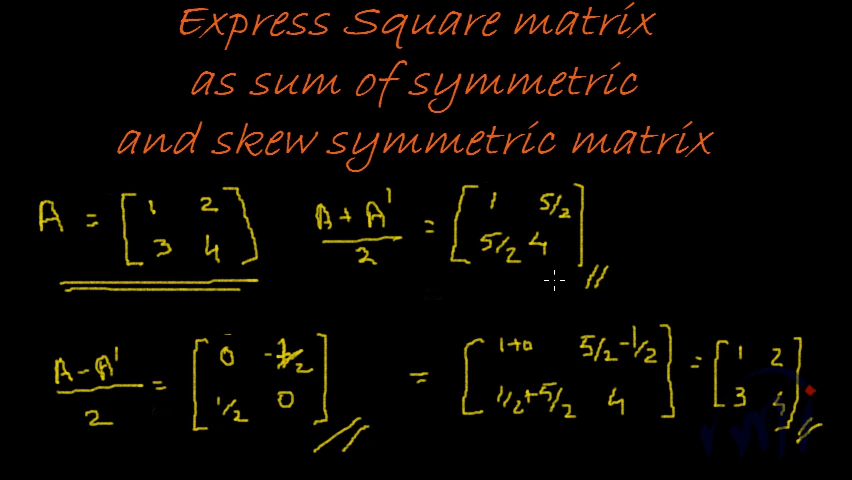 Express Square matrix
as sum of symmetric
and skew symmetric matrix
A = [1 2 3 4]
A + A' / 2 = [1 5/2 5/2 4]
A - A' / 2 = [0 -1/2 1/2 0]
= [1+0 5/2-1/2 1/2+5/2 4] = [1 2 3 4]